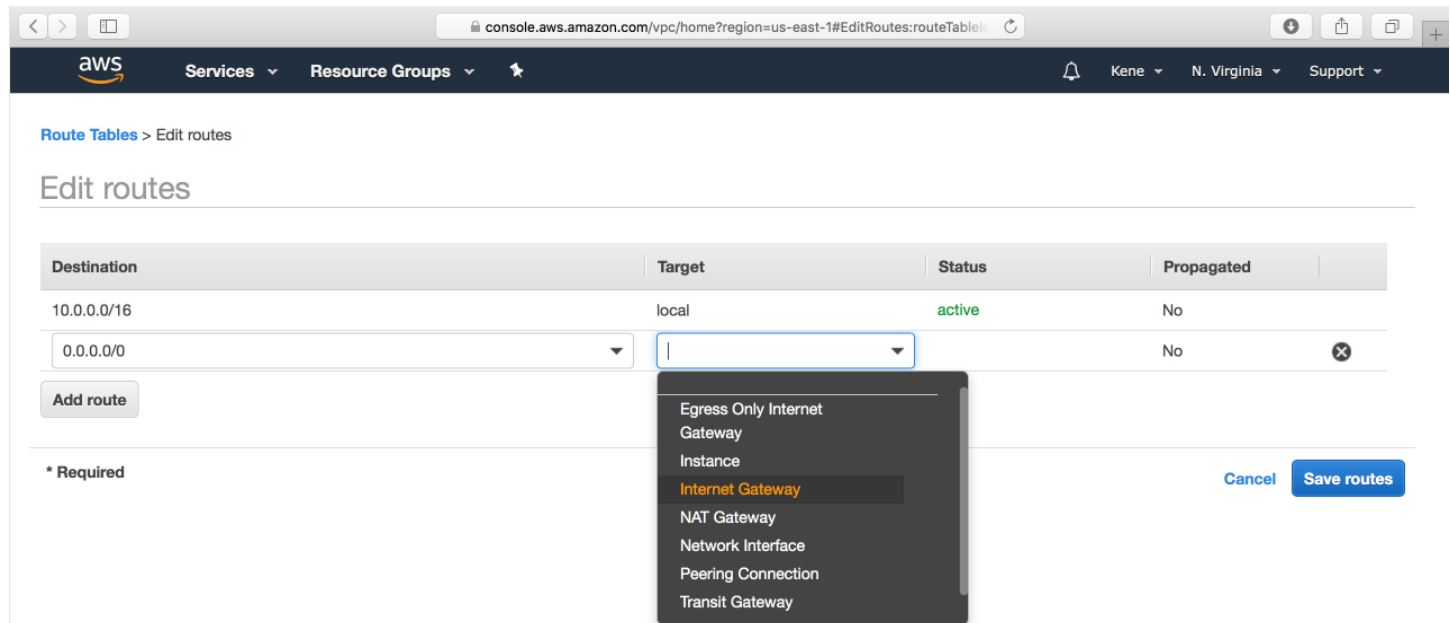 console.aws.amazon.com/vpc/home?region=us-east-1#EditRoutes:routeTableI
aws Services Resource Groups Kene N. Virginia Support
Route Tables > Edit routes
Edit routes
Destination Target Status Propagated
10.0.0.0/16 local active No
0.0.0.0/0 No
Add route
Egress Only Internet
Gateway
Instance
Internet Gateway
NAT Gateway
Network Interface
Peering Connection
Transit Gateway
* Required
Cancel Save routes